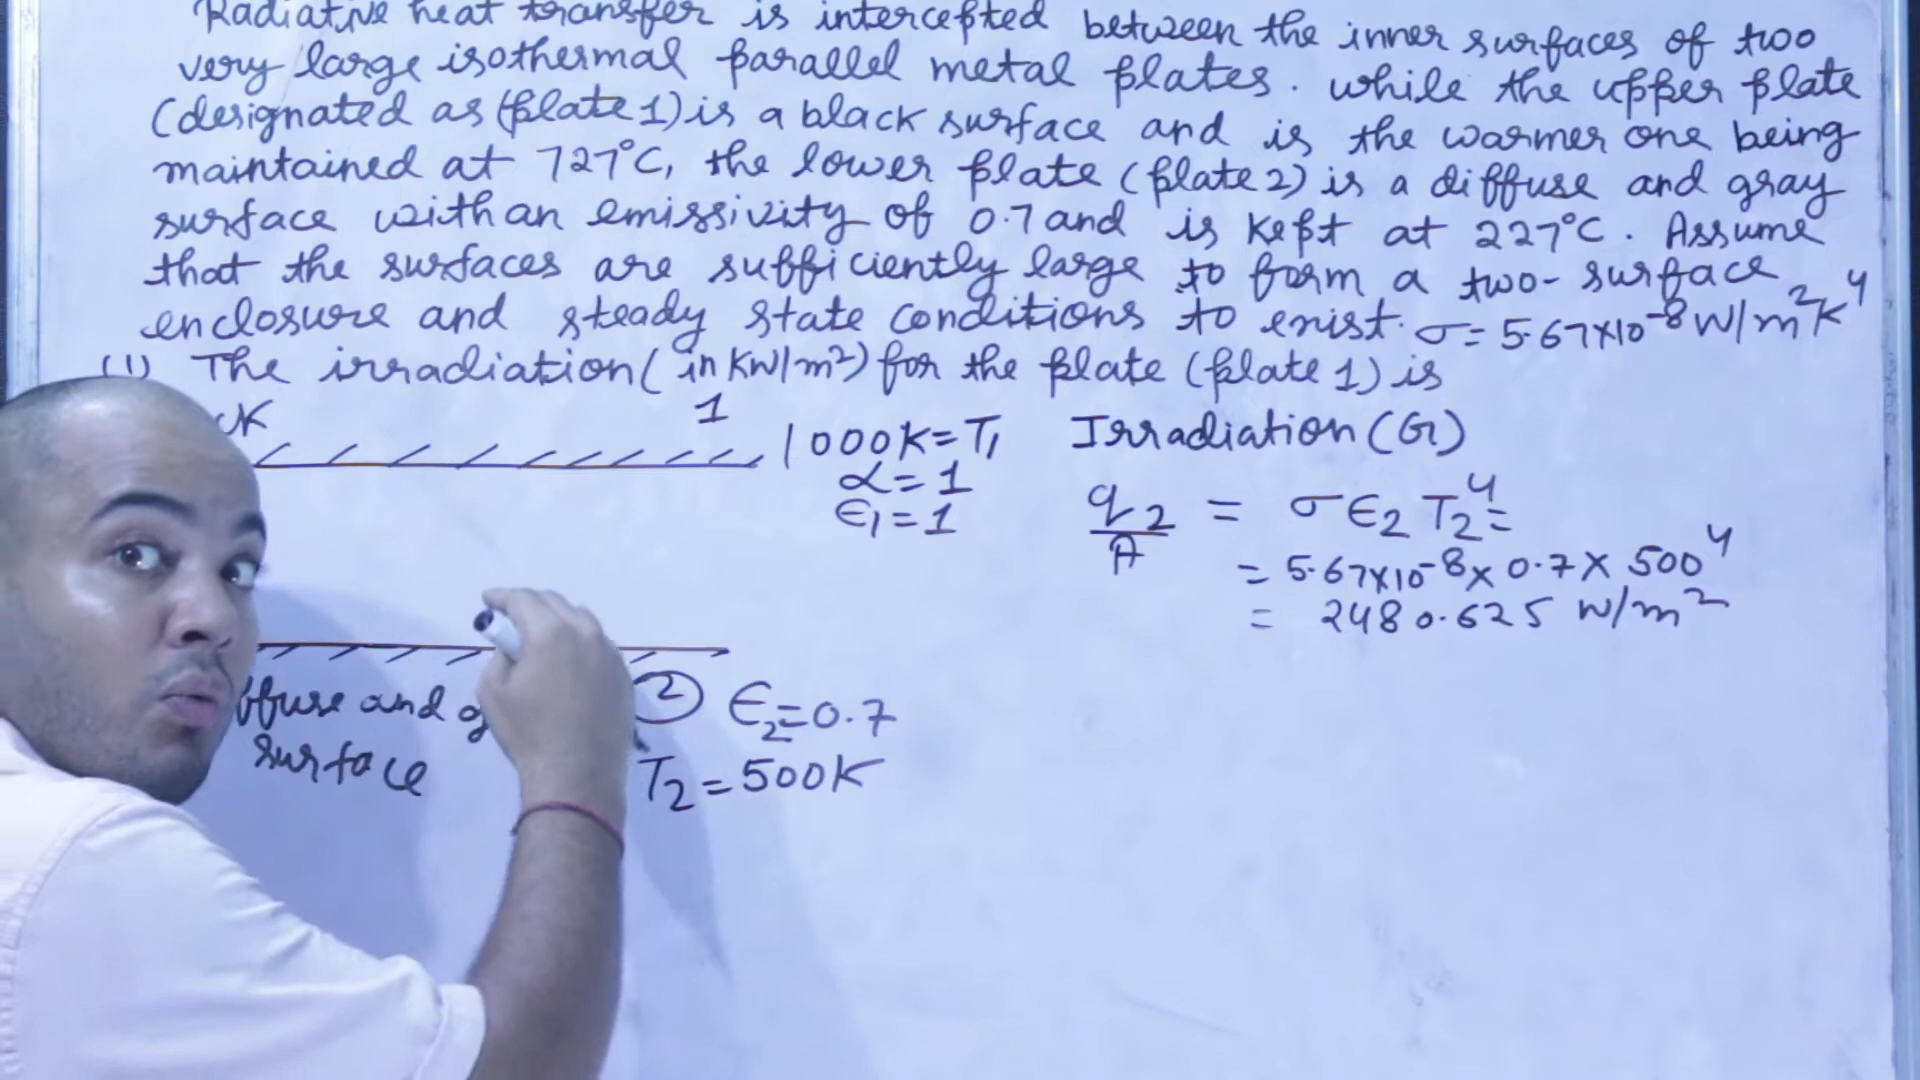 Radiative heat transfer is intercepted between the inner surfaces of two
very large isothermal parallel metal plates. While the upper plate
(designated as (plate 1) is a black surface and is the warmer one being
maintained at 727°C, the lower plate (plate 2) is a diffuse and gray
surface with an emissivity of 0.7 and is kept at 227°C. Assume
that the surfaces are sufficiently large to form a two-surface
enclosure and steady state conditions to exist. σ = 5.67×10⁻⁸ W/m²K⁴
(1) The irradiation (in KW/m²) for the plate (plate 1) is
1
1000K = T₁
α = 1
ϵ₁ = 1
Irradiation (G)
q₂/A = σ ϵ₂ T₂⁴ =
= 5.67×10⁻⁸ × 0.7 × 500⁴
= 2480.625 W/m²
and
surface
② ϵ₂ = 0.7
T₂ = 500K